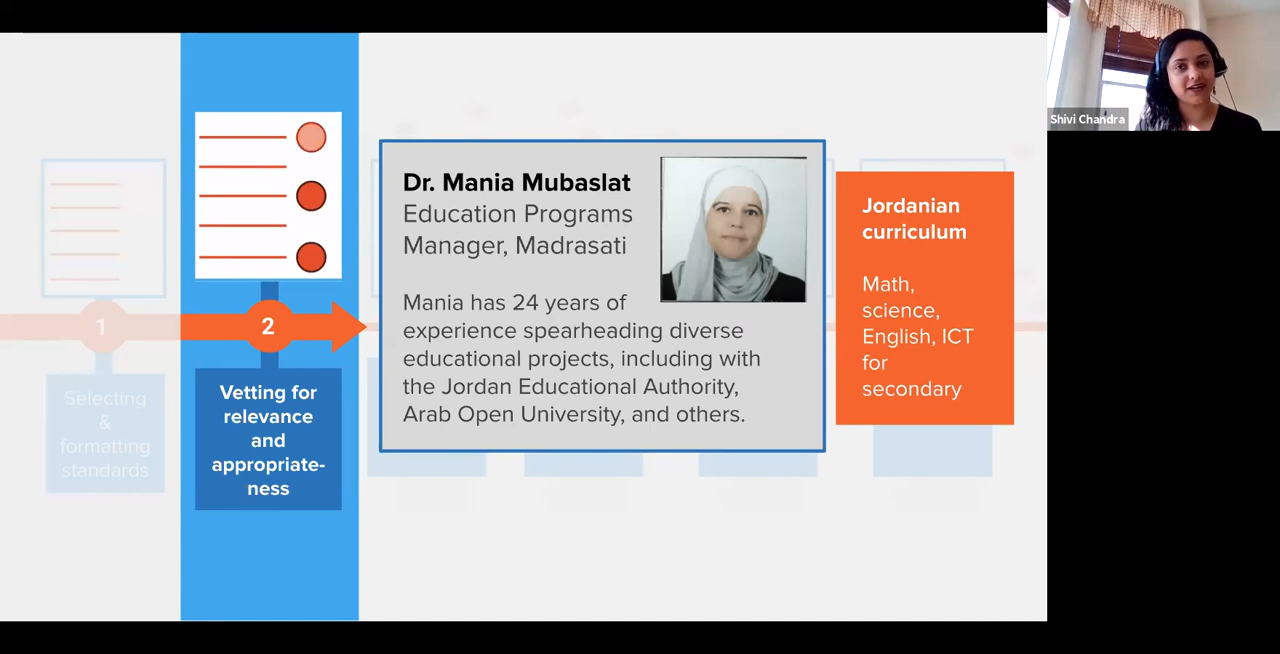 1
Selecting
&
formatting
standards
2
Vetting for
relevance
and
appropriate-
ness
Dr. Mania Mubaslat
Education Programs
Manager, Madrasati
Mania has 24 years of
experience spearheading diverse
educational projects, including with
the Jordan Educational Authority,
Arab Open University, and others.
Jordanian
curriculum
Math,
science,
English, ICT
for
secondary
Shivi Chandra